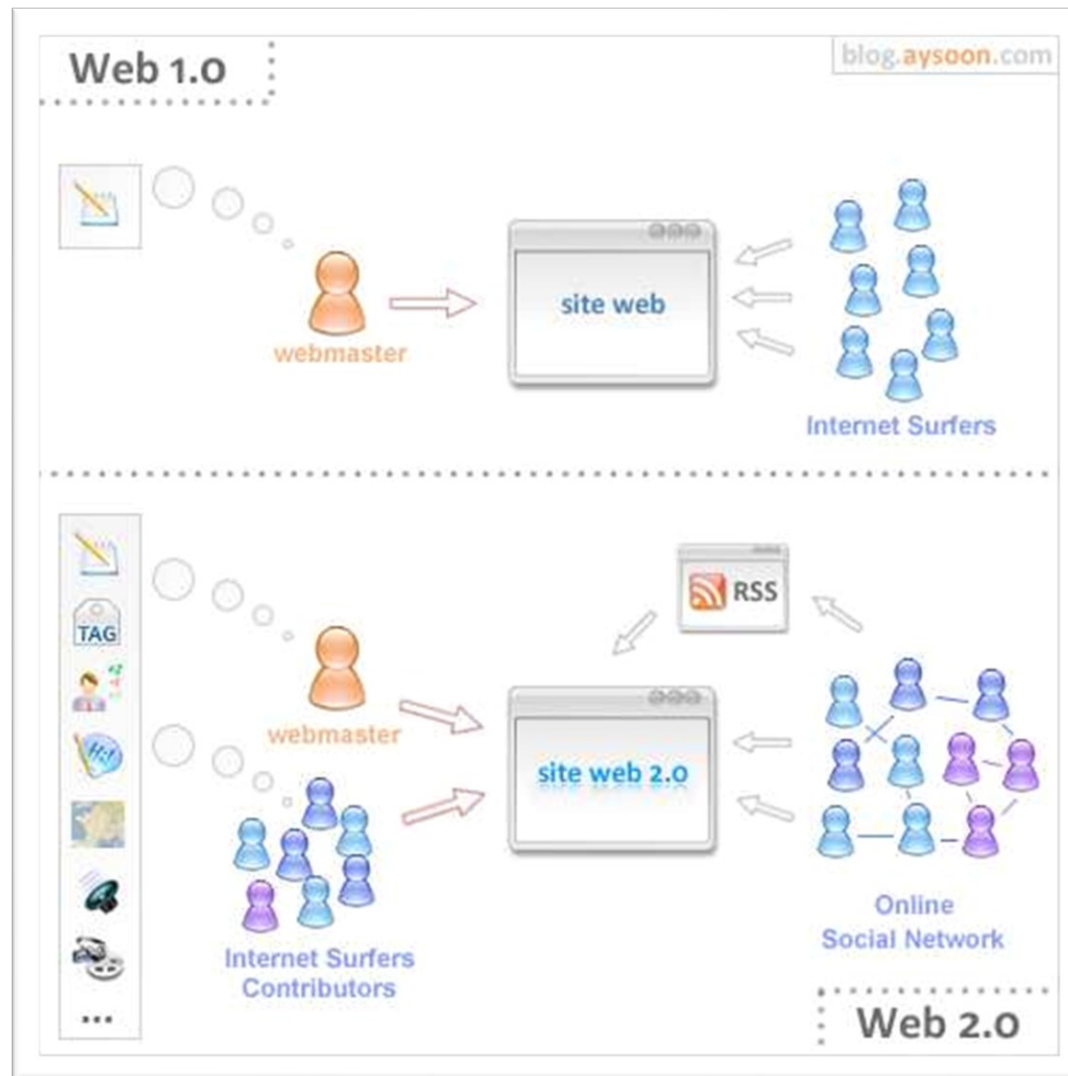 Web 1.0
blog.aysoon.com
site web
webmaster
Internet Surfers
RSS
TAG
webmaster
site web 2.0
Internet Surfers
Contributors
Online
Social Network
...
Web 2.0